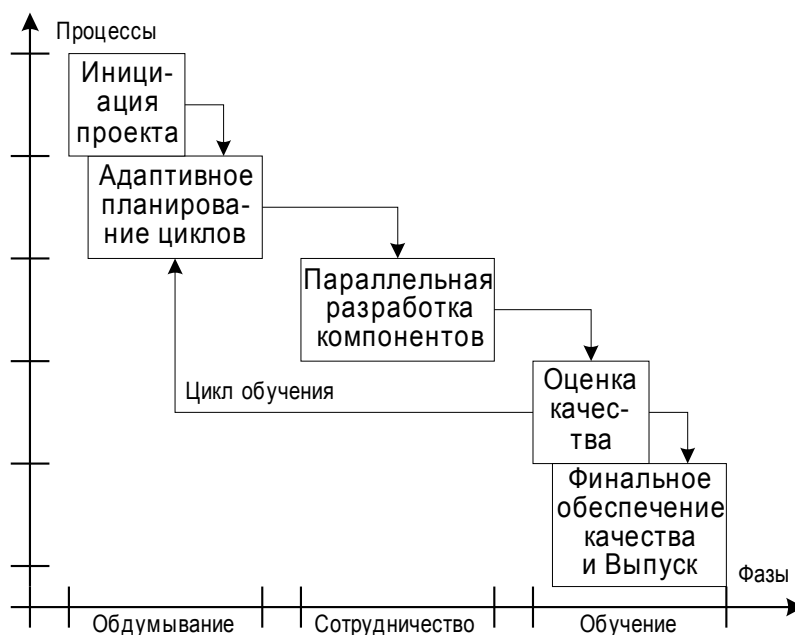 Процессы
Иници-
ация
проекта
Адаптивное
планирова-
ние циклов
Параллельная
разработка
компонентов
Цикл обучения
Оценка
качес-
тва
Финальное
обеспечение
качества
и Выпуск
Фазы
Обдумывание
Сотрудничество
Обучение